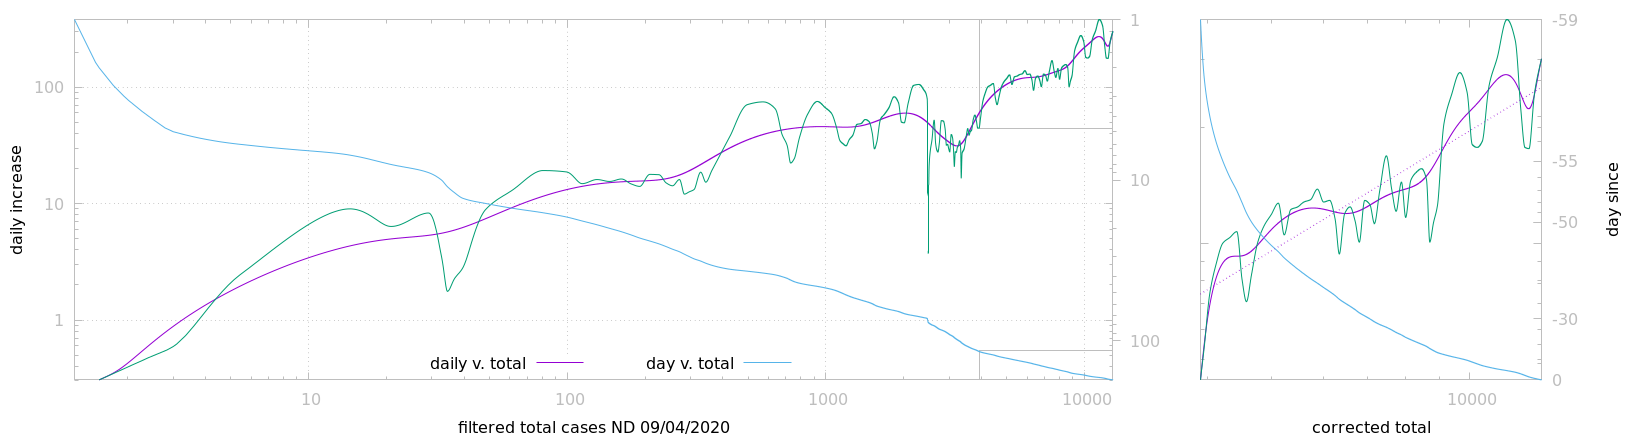 daily increase
100
10
1
1
10
100
10
100
1000
10000
daily v. total
day v. total
filtered total cases ND 09/04/2020
-59
-55
-50
-30
0
day since
10000
corrected total